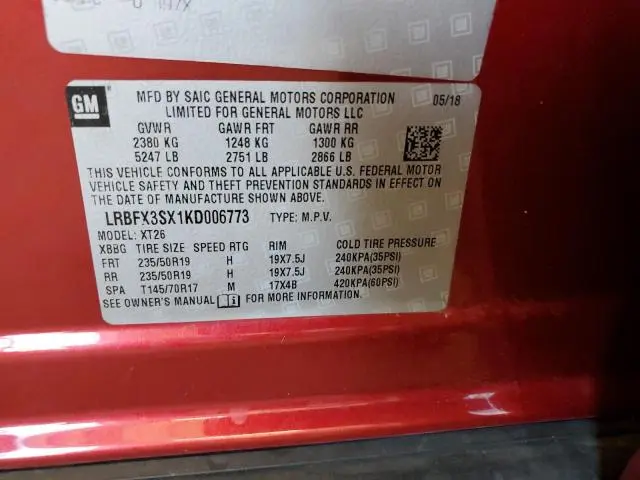 GM
MFD BY SAIC GENERAL MOTORS CORPORATION 05/18
LIMITED FOR GENERAL MOTORS LLC
GVWR GAWR FRT GAWR RR
2380 KG 1248 KG 1300 KG
5247 LB 2751 LB 2866 LB
THIS VEHICLE CONFORMS TO ALL APPLICABLE U.S. FEDERAL MOTOR
VEHICLE SAFETY AND THEFT PREVENTION STANDARDS IN EFFECT ON
THE DATE OF MANUFACTURE SHOWN ABOVE.
LRBFX3SX1KD006773 TYPE: M.P.V.
MODEL: XT26
XBBG TIRE SIZE SPEED RTG RIM COLD TIRE PRESSURE
FRT 235/50R19 H 19X7.5J 240KPA(35PSI)
RR 235/50R19 H 19X7.5J 240KPA(35PSI)
SPA T145/70R17 M 17X4B 420KPA(60PSI)
SEE OWNER'S MANUAL FOR MORE INFORMATION.